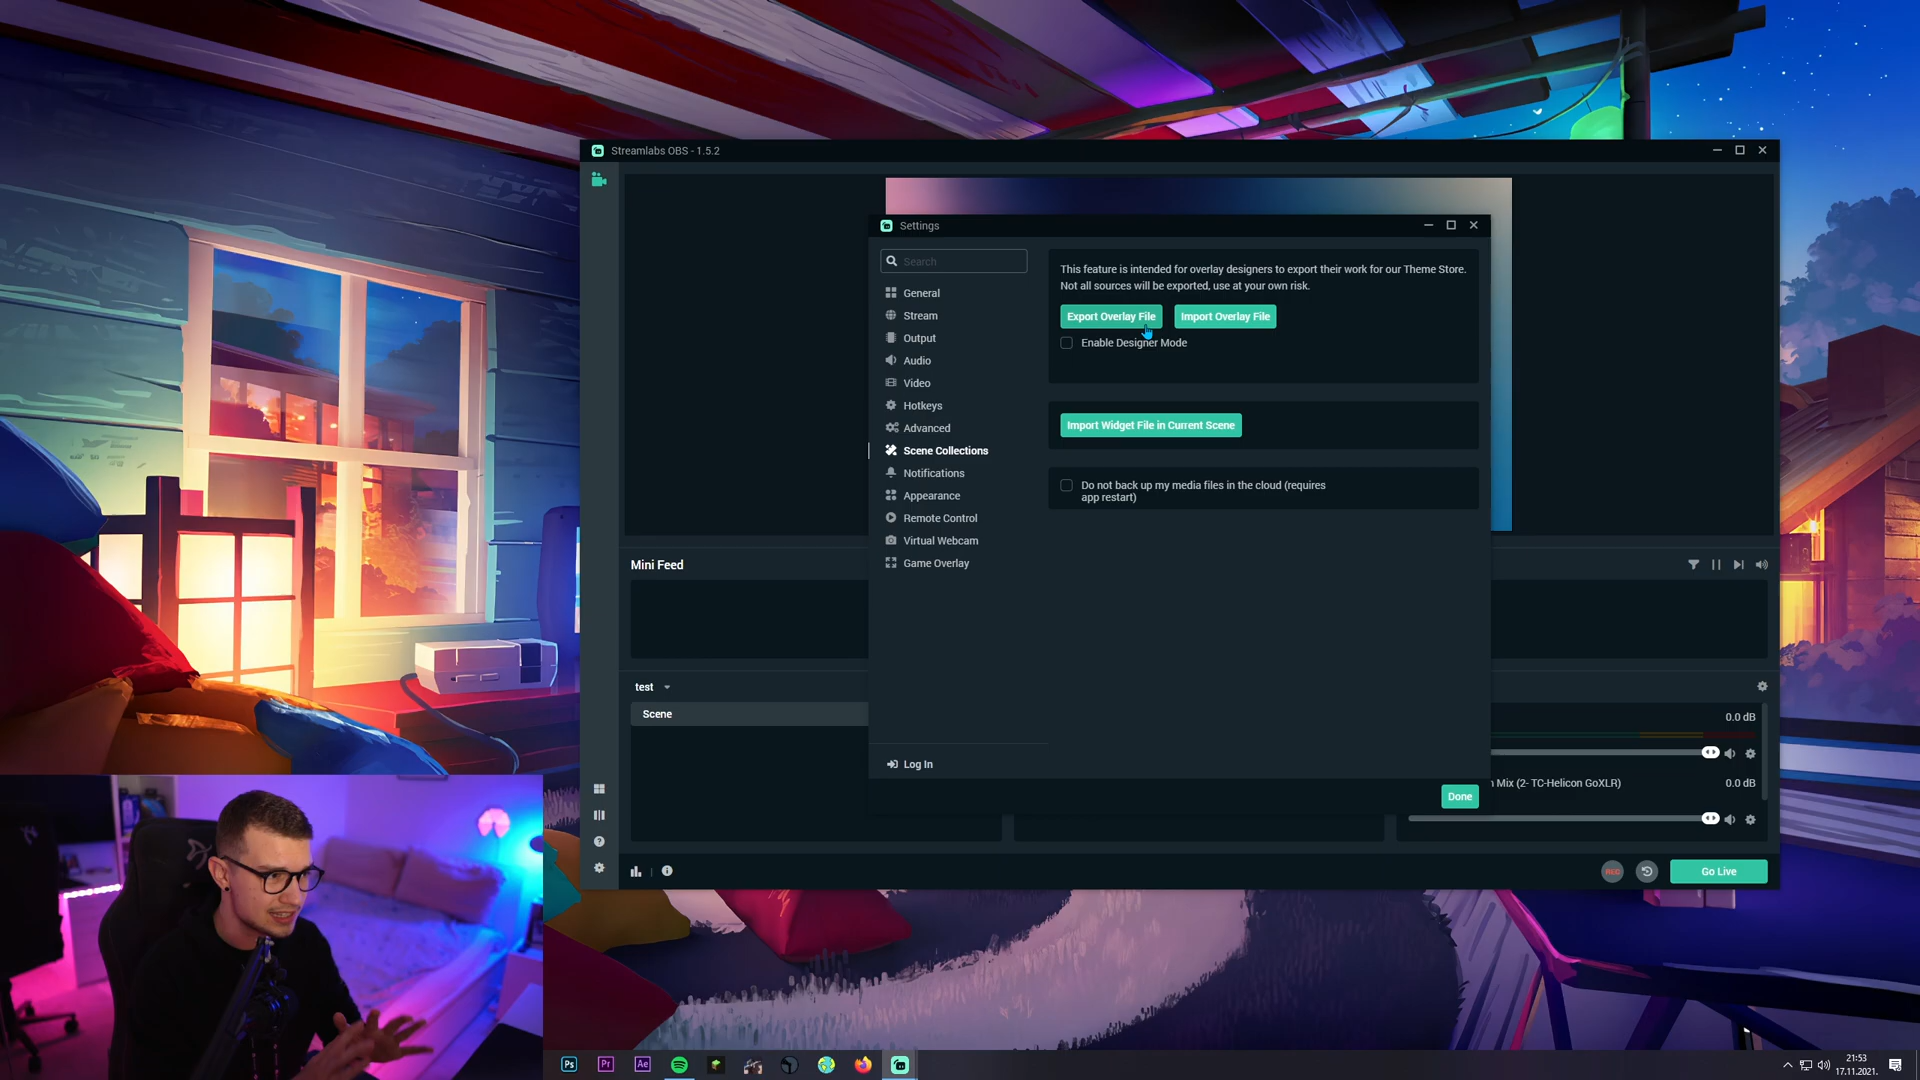 Streamlabs OBS - 1.5.2
Settings
Search
General
Stream
Output
Audio
Video
Hotkeys
Advanced
Scene Collections
Notifications
Appearance
Remote Control
Virtual Webcam
Game Overlay
Log In
This feature is intended for overlay designers to export their work for our Theme Store.
Not all sources will be exported, use at your own risk.
Export Overlay File
Import Overlay File
Enable Designer Mode
Import Widget File in Current Scene
Do not back up my media files in the cloud (requires
app restart)
Done
Mini Feed
test
Scene
0.0 dB
Mix (2- TC-Helicon GoXLR)
0.0 dB
REC
Go Live
Ps
Pr
Ae
21:53
17.11.2021.